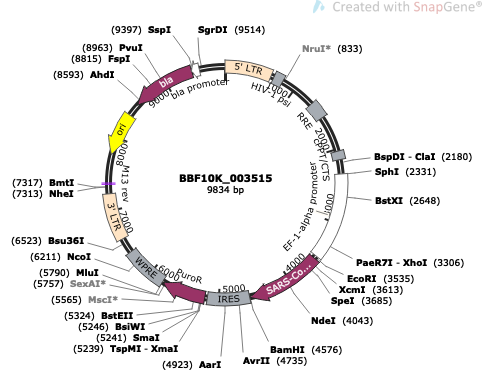 Created with SnapGene®
(9397) SspI
SgrDI (9514)
(8963) PvuI
(8815) FspI
(8593) AhdI
NruI* (833)
BspDI - ClaI (2180)
SphI (2331)
BstXI (2648)
PaeR7I - XhoI (3306)
EcoRI (3535)
XcmI (3613)
SpeI (3685)
NdeI (4043)
BamHI (4576)
AvrII (4735)
(4923) AarI
(5239) TspMI - XmaI
(5241) SmaI
(5246) BsiWI
(5324) BstEII
(5565) MscI*
(5757) SexAI*
(5790) MluI
(6211) NcoI
(6523) Bsu36I
(7313) NheI
(7317) BmtI
5' LTR
HIV-1 psi
RRE
cPPT/CTS
EF-1-alpha promoter
SARS-Co...
IRES
PuroR
WPRE
3' LTR
M13 rev
ori
bla
bla promoter
1000
2000
3000
4000
5000
6000
7000
8000
9000
BBF10K_003515
9834 bp